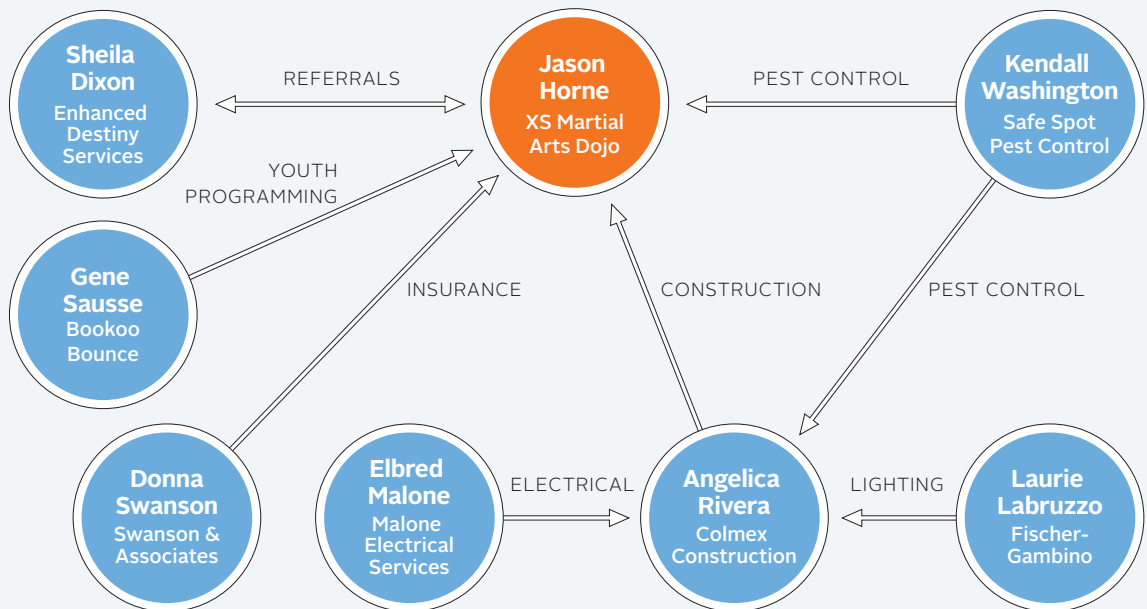 Sheila
Dixon
Enhanced
Destiny
Services
REFERRALS
Jason
Horne
XS Martial
Arts Dojo
PEST CONTROL
Kendall
Washington
Safe Spot
Pest Control
YOUTH
PROGRAMMING
Gene
Sausse
Bookoo
Bounce
INSURANCE
CONSTRUCTION
PEST CONTROL
Donna
Swanson
Swanson &
Associates
Elbred
Malone
Malone
Electrical
Services
ELECTRICAL
Angelica
Rivera
Colmex
Construction
LIGHTING
Laurie
Labruzzo
Fischer-
Gambino